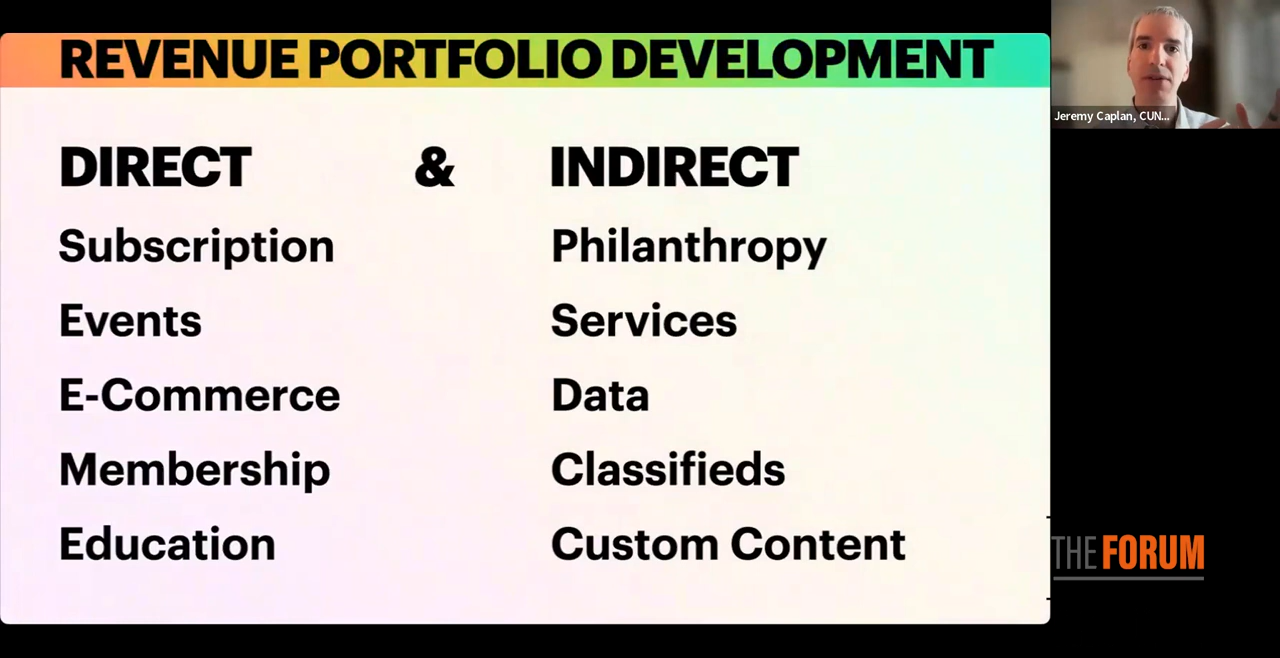 REVENUE PORTFOLIO DEVELOPMENT
DIRECT & INDIRECT
Subscription Philanthropy
Events Services
E-Commerce Data
Membership Classifieds
Education Custom Content
Jeremy Caplan, CUN...
THE FORUM